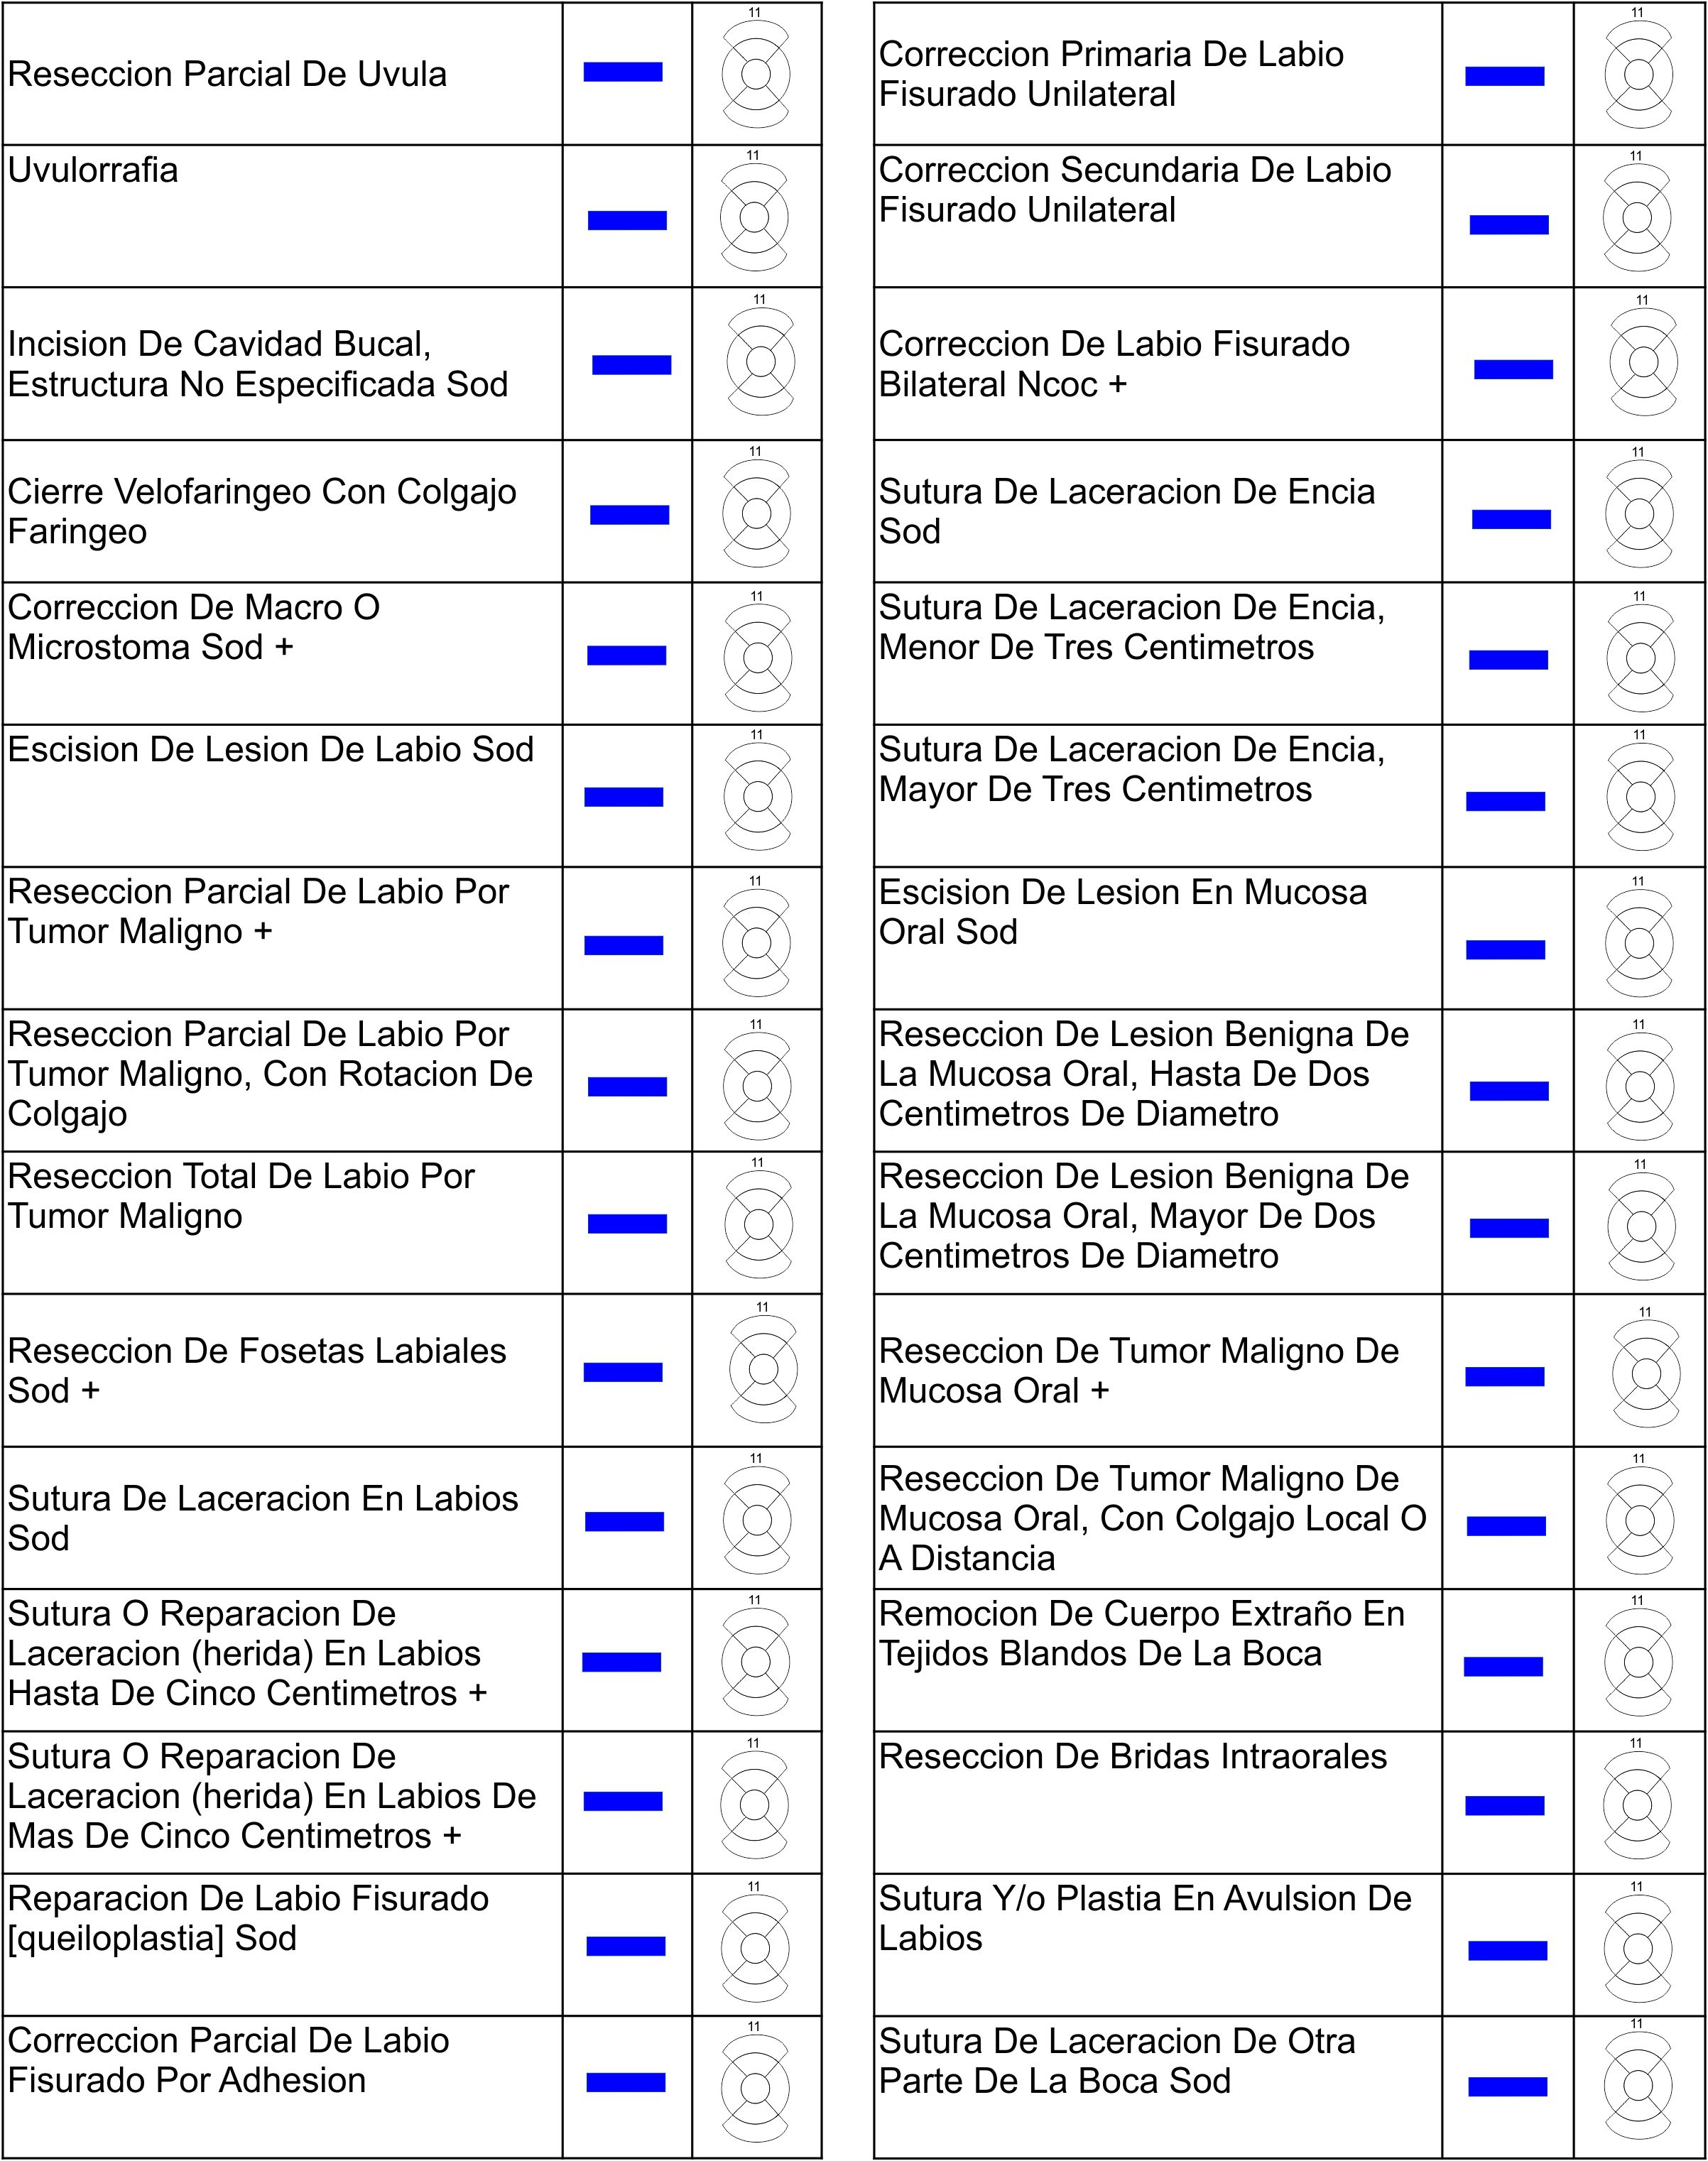 Reseccion Parcial De Uvula
11
Uvulorrafia
11
Incision De Cavidad Bucal,
Estructura No Especificada Sod
11
Cierre Velofaringeo Con Colgajo
Faringeo
11
Correccion De Macro O
Microstoma Sod +
11
Escision De Lesion De Labio Sod
11
Reseccion Parcial De Labio Por
Tumor Maligno +
11
Reseccion Parcial De Labio Por
Tumor Maligno, Con Rotacion De
Colgajo
11
Reseccion Total De Labio Por
Tumor Maligno
11
Reseccion De Fosetas Labiales
Sod +
11
Sutura De Laceracion En Labios
Sod
11
Sutura O Reparacion De
Laceracion (herida) En Labios
Hasta De Cinco Centimetros +
11
Sutura O Reparacion De
Laceracion (herida) En Labios De
Mas De Cinco Centimetros +
11
Reparacion De Labio Fisurado
[queiloplastia] Sod
11
Correccion Parcial De Labio
Fisurado Por Adhesion
11
Correccion Primaria De Labio
Fisurado Unilateral
11
Correccion Secundaria De Labio
Fisurado Unilateral
11
Correccion De Labio Fisurado
Bilateral Ncoc +
11
Sutura De Laceracion De Encia
Sod
11
Sutura De Laceracion De Encia,
Menor De Tres Centimetros
11
Sutura De Laceracion De Encia,
Mayor De Tres Centimetros
11
Escision De Lesion En Mucosa
Oral Sod
11
Reseccion De Lesion Benigna De
La Mucosa Oral, Hasta De Dos
Centimetros De Diametro
11
Reseccion De Lesion Benigna De
La Mucosa Oral, Mayor De Dos
Centimetros De Diametro
11
Reseccion De Tumor Maligno De
Mucosa Oral +
11
Reseccion De Tumor Maligno De
Mucosa Oral, Con Colgajo Local O
A Distancia
11
Remocion De Cuerpo Extraño En
Tejidos Blandos De La Boca
11
Reseccion De Bridas Intraorales
11
Sutura Y/o Plastia En Avulsion De
Labios
11
Sutura De Laceracion De Otra
Parte De La Boca Sod
11